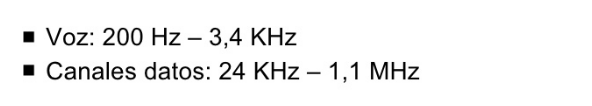 ▪ Voz: 200 Hz – 3,4 KHz
▪ Canales datos: 24 KHz – 1,1 MHz